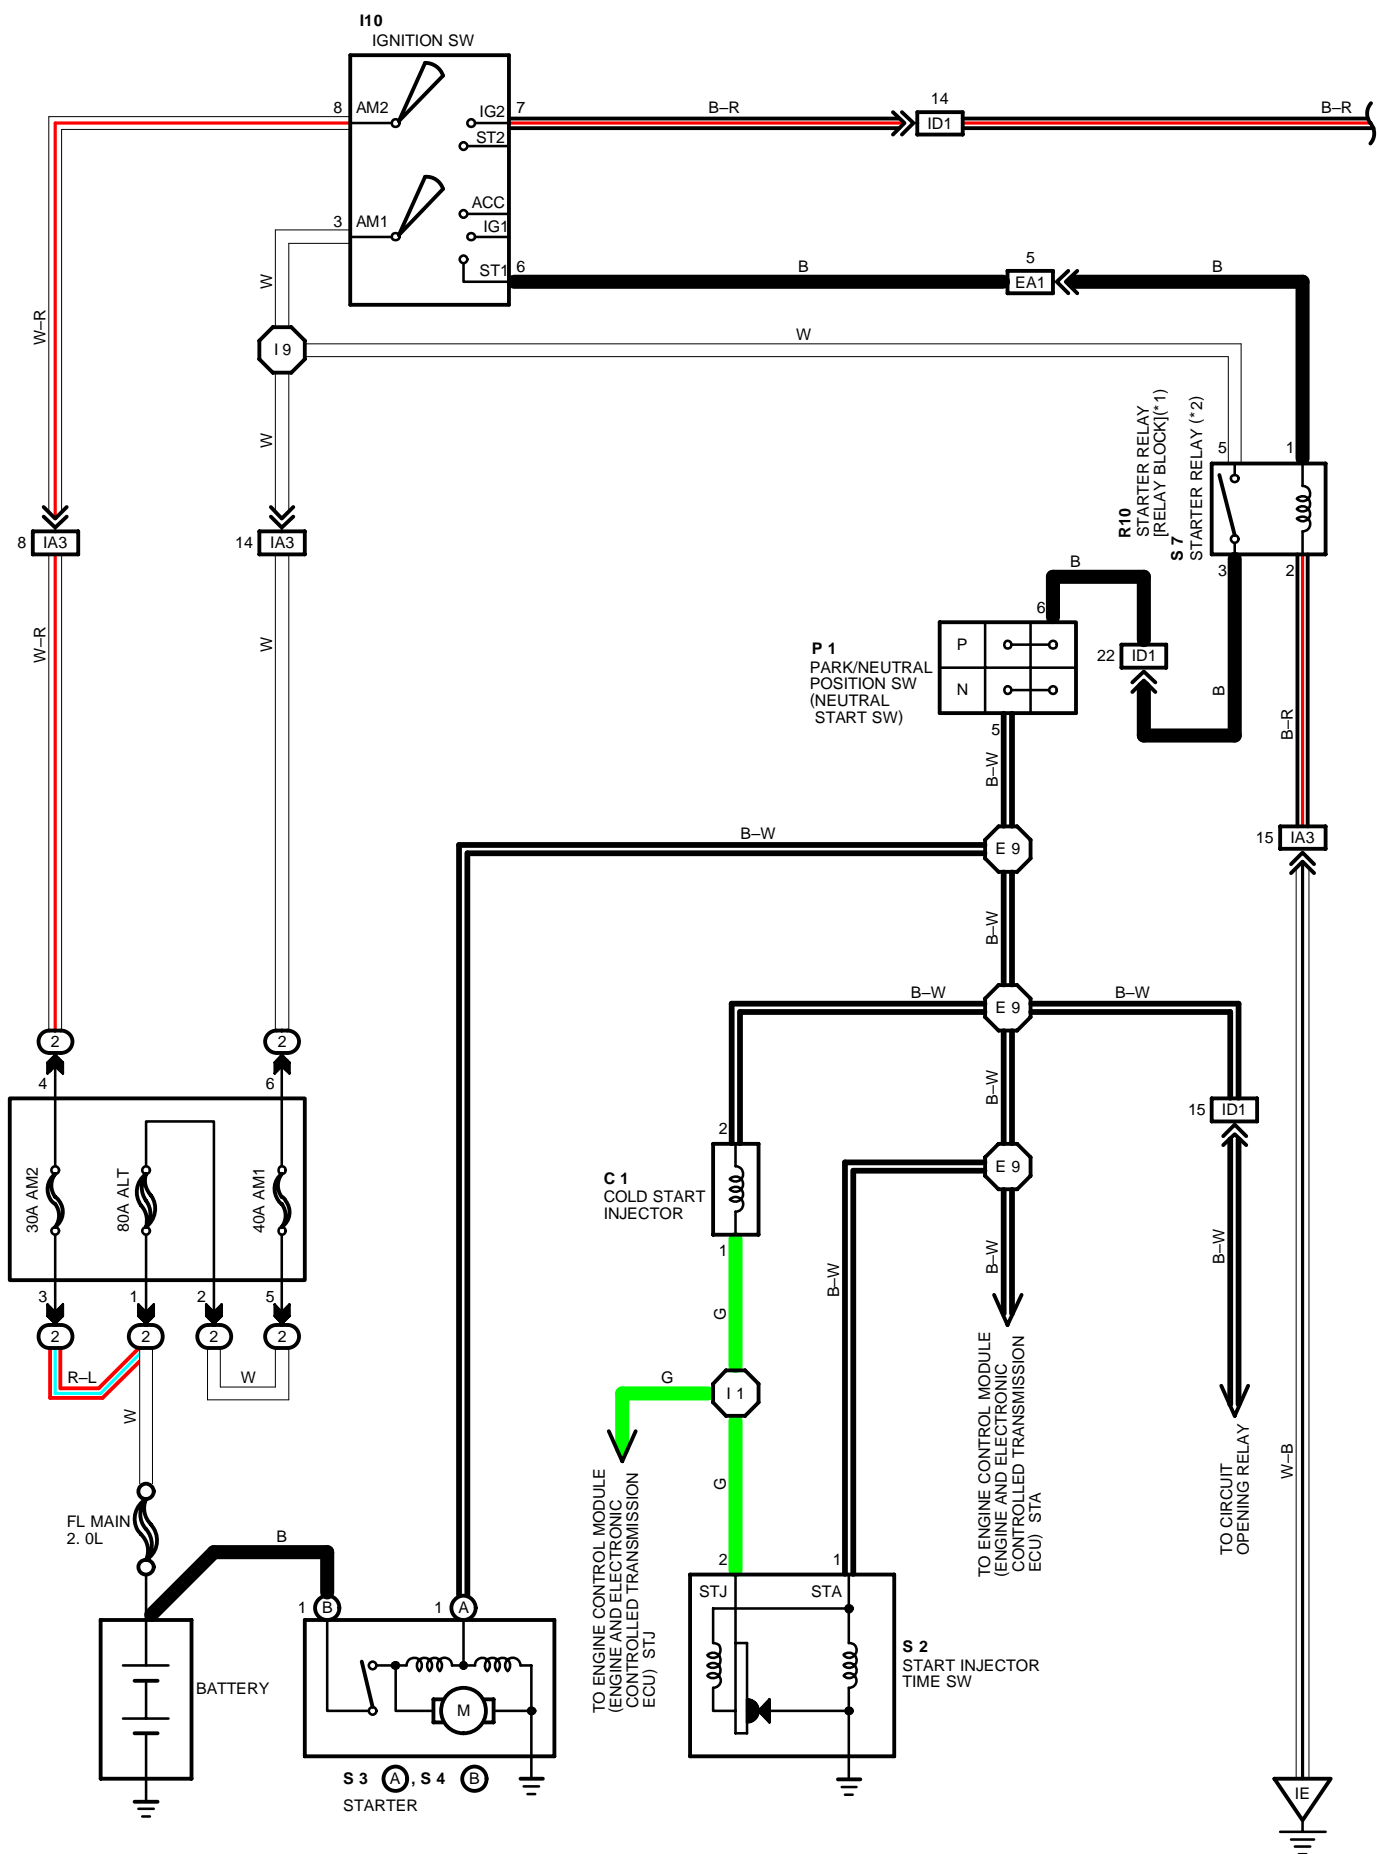 I10
IGNITION SW
8 AM2
IG2 7
B–R
14
ID1
B–R
ST2
3 AM1
ACC
IG1
ST1 6
B
5
EA1
B
W
W–R
I 9
W
W
8 IA3
14 IA3
W–R
W
R10
STARTER RELAY
[RELAY BLOCK](*1)
S 7
STARTER RELAY (*2)
5
1
3
2
B
6
P
N
P 1
PARK/NEUTRAL
POSITION SW
(NEUTRAL
START SW)
22 ID1
B
B–R
5
B–W
B–W
E 9
15 IA3
B–W
B–W
E 9
B–W
B–W
2
2
4
6
30A AM2
80A ALT
40A AM1
3
1
2
5
2
2
2
2
R–L
W
W
2
C 1
COLD START
INJECTOR
1
E 9
15 ID1
B–W
B–W
B–W
G
G
I 1
G
TO ENGINE CONTROL MODULE
(ENGINE AND ELECTRONIC
CONTROLLED TRANSMISSION
ECU) STA
TO CIRCUIT
OPENING RELAY
W–B
TO ENGINE CONTROL MODULE
(ENGINE AND ELECTRONIC
CONTROLLED TRANSMISSION
ECU) STJ
FL MAIN
2. 0L
B
1 B
1 A
2
1
STJ
STA
BATTERY
M
S 2
START INJECTOR
TIME SW
S 3 A , S 4 B
STARTER
IE